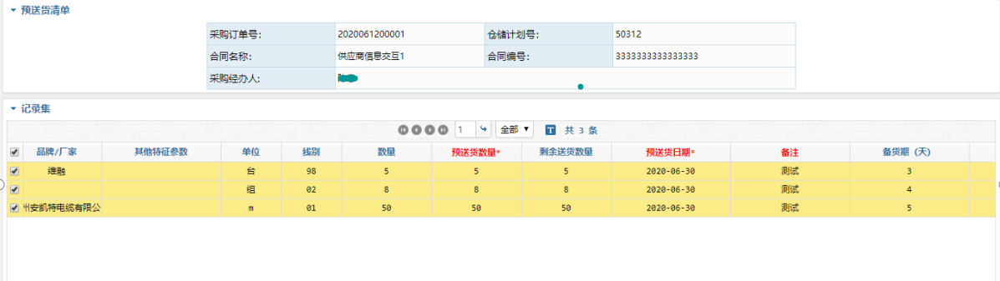 预送货清单
采购订单号: 2020061200001 仓储计划号: 50312
合同名称: 供应商信息交互1 合同编号: 3333333333333333
采购经办人:
记录集
1 全部 共 3 条
品牌/厂家 其他特征参数 单位 线别 数量 预送货数量* 剩余送货数量 预送货日期* 备注 备货期 (天)
维融 台 98 5 5 5 2020-06-30 测试 3
组 02 8 8 8 2020-06-30 测试 4
州安凯特电缆有限公 m 01 50 50 50 2020-06-30 测试 5